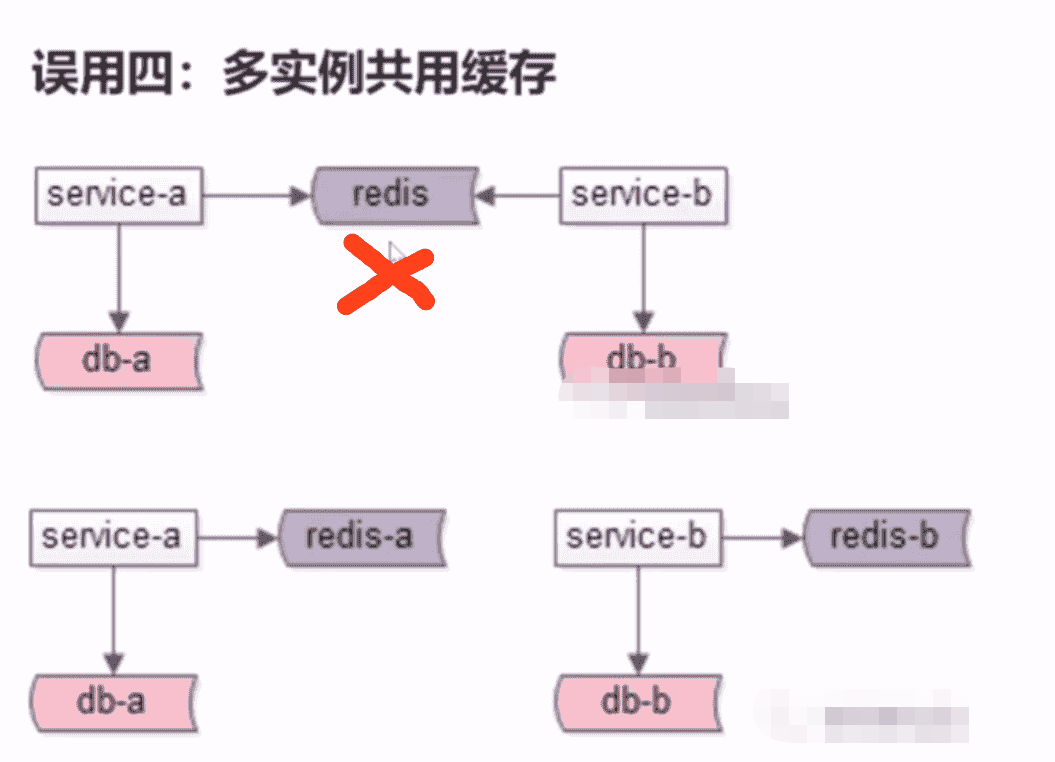 误用四：多实例共用缓存
service-a
redis
service-b
db-a
db-b
service-a
redis-a
service-b
redis-b
db-a
db-b